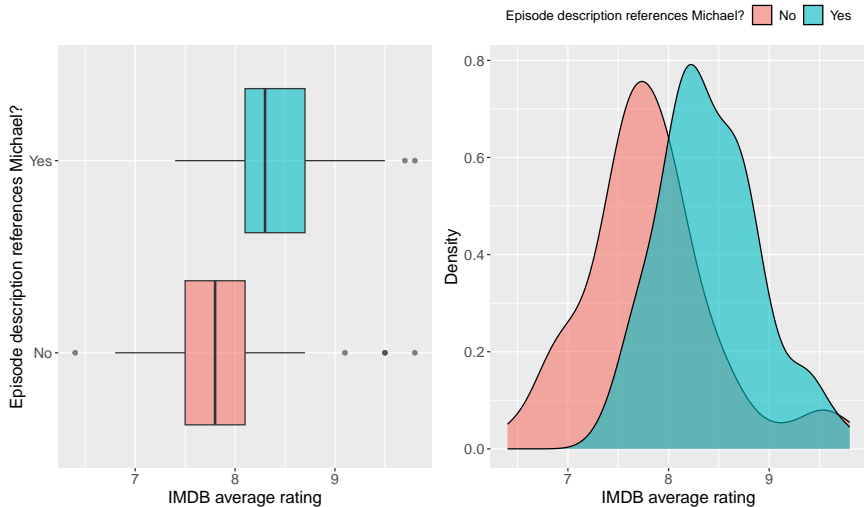 Episode description references Michael? No Yes
Episode description references Michael?
Yes
No
7 8 9
IMDB average rating
Density
0.8
0.6
0.4
0.2
0.0
7 8 9
IMDB average rating